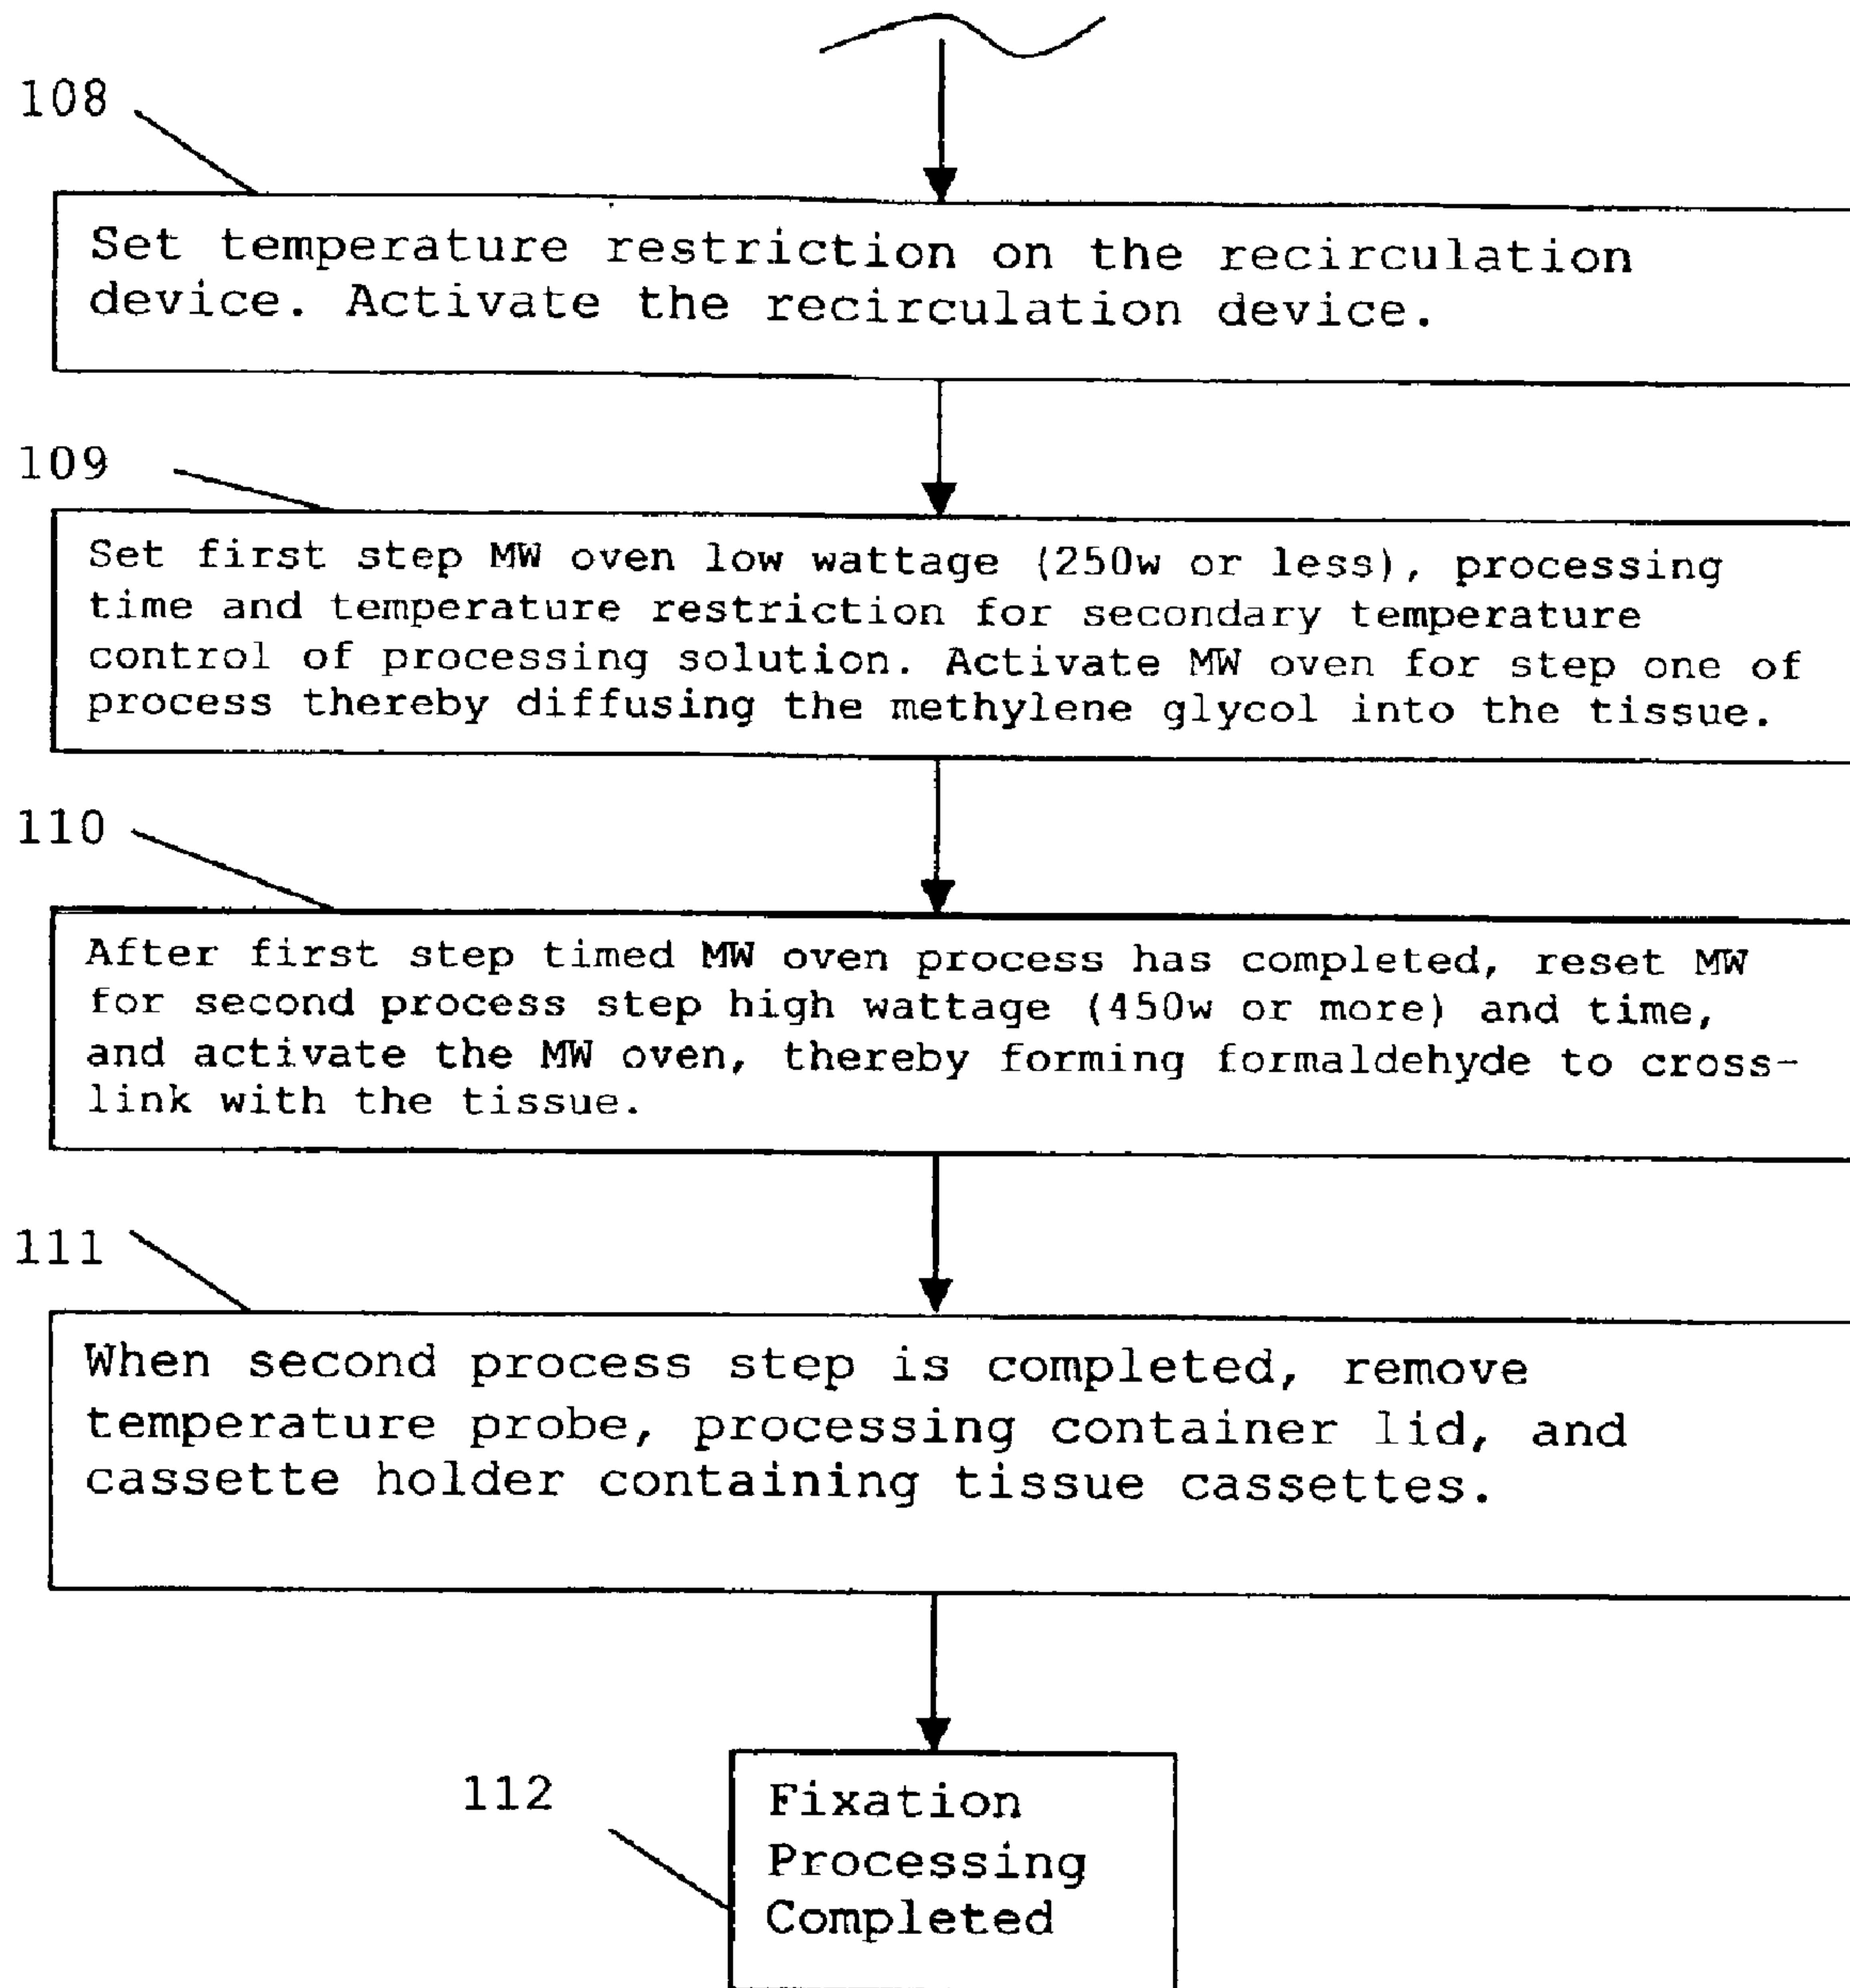 108
Set temperature restriction on the recirculation
device. Activate the recirculation device.
109
Set first step MW oven low wattage (250w or less), processing
time and temperature restriction for secondary temperature
control of processing solution. Activate MW oven for step one of
process thereby diffusing the methylene glycol into the tissue.
110
After first step timed MW oven process has completed, reset MW
for second process step high wattage (450w or more) and time,
and activate the MW oven, thereby forming formaldehyde to cross-
link with the tissue.
111
When second process step is completed, remove
temperature probe, processing container lid, and
cassette holder containing tissue cassettes.
112
Fixation
Processing
Completed